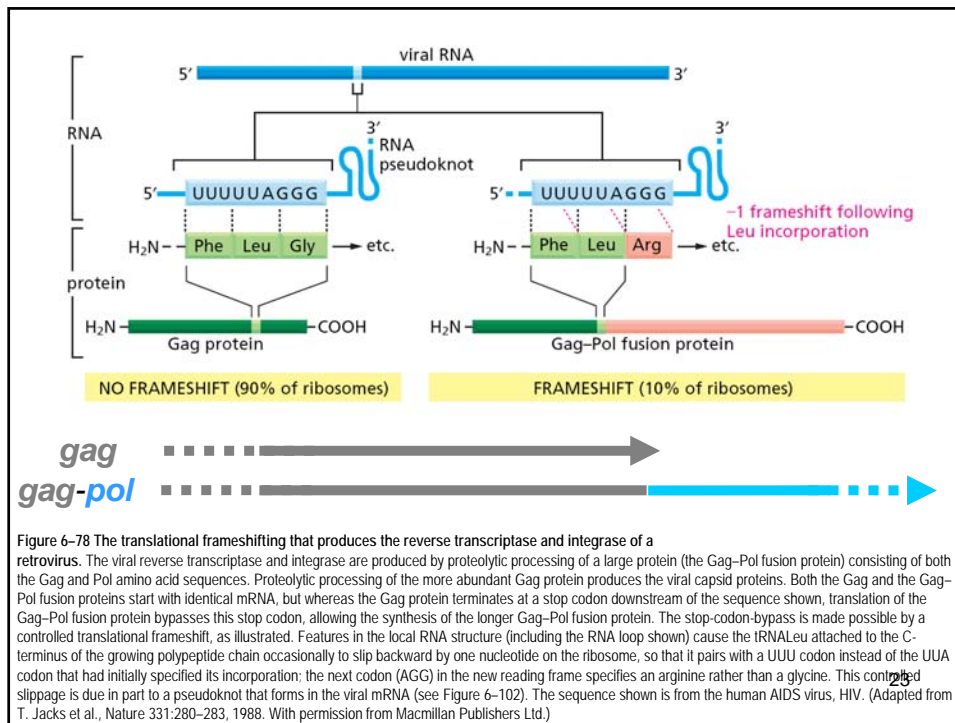 viral RNA
5′ 3′
RNA
3′ 3′
RNA
pseudoknot
5′ UUUUUAGGG 5′ UUUUUAGGG
–1 frameshift following
Leu incorporation
H₂N Phe Leu Gly etc. H₂N Phe Leu Arg etc.
protein
H₂N COOH H₂N COOH
Gag protein Gag–Pol fusion protein
NO FRAMESHIFT (90% of ribosomes) FRAMESHIFT (10% of ribosomes)
gag
gag-pol
Figure 6–78 The translational frameshifting that produces the reverse transcriptase and integrase of a
retrovirus. The viral reverse transcriptase and integrase are produced by proteolytic processing of a large protein (the Gag–Pol fusion protein) consisting of both
the Gag and Pol amino acid sequences. Proteolytic processing of the more abundant Gag protein produces the viral capsid proteins. Both the Gag and the Gag–
Pol fusion proteins start with identical mRNA, but whereas the Gag protein terminates at a stop codon downstream of the sequence shown, translation of the
Gag–Pol fusion protein bypasses this stop codon, allowing the synthesis of the longer Gag–Pol fusion protein. The stop-codon-bypass is made possible by a
controlled translational frameshift, as illustrated. Features in the local RNA structure (including the RNA loop shown) cause the tRNALeu attached to the C-
terminus of the growing polypeptide chain occasionally to slip backward by one nucleotide on the ribosome, so that it pairs with a UUU codon instead of the UUA
codon that had initially specified its incorporation; the next codon (AGG) in the new reading frame specifies an arginine rather than a glycine. This controlled
slippage is due in part to a pseudoknot that forms in the viral mRNA (see Figure 6–102). The sequence shown is from the human AIDS virus, HIV. (Adapted from
T. Jacks et al., Nature 331:280–283, 1988. With permission from Macmillan Publishers Ltd.)
23